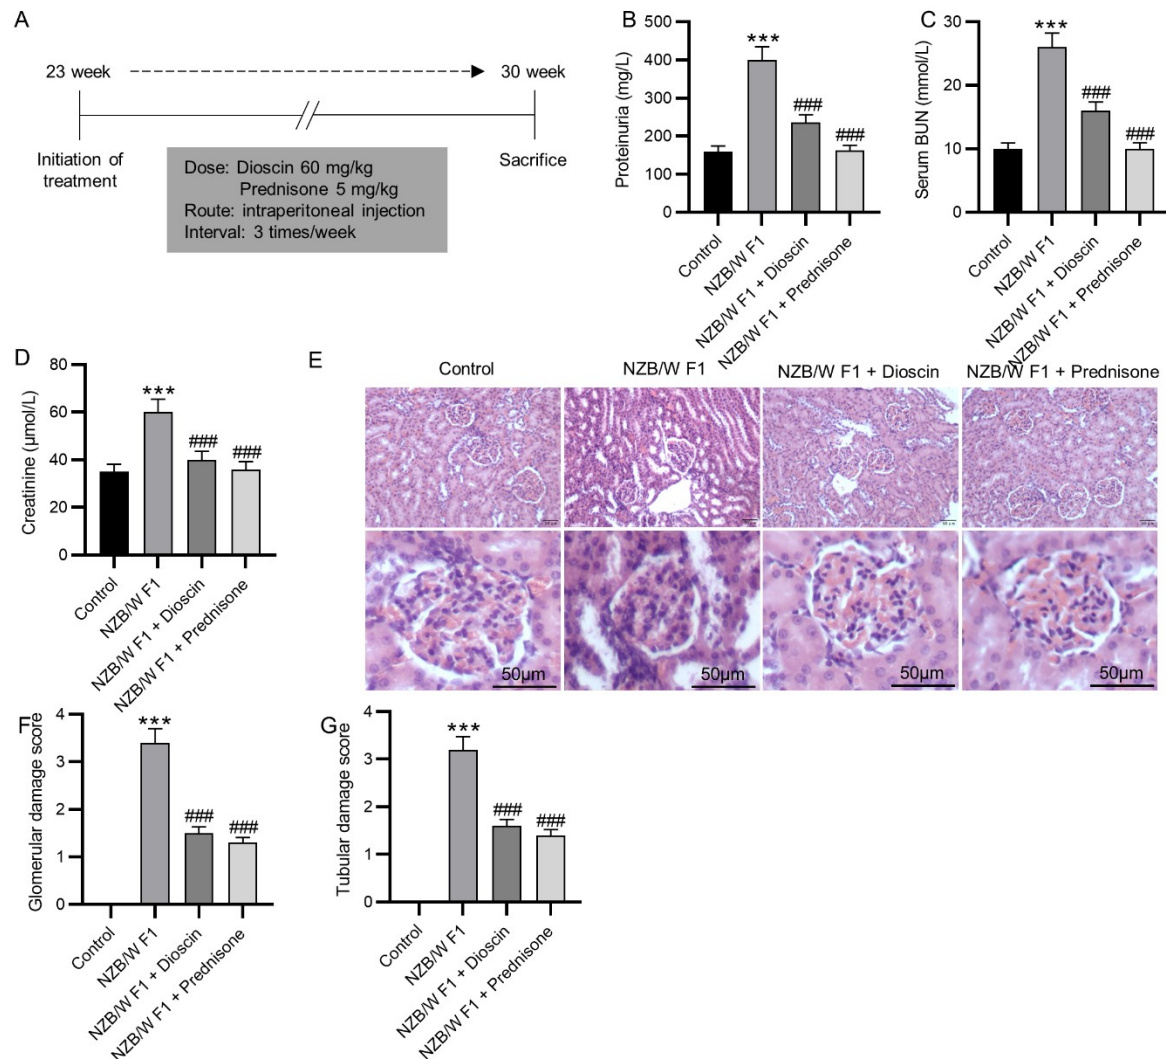 A
23 week
30 week
Initiation of
treatment
Sacrifice
Dose: Dioscin 60 mg/kg
Prednisone 5 mg/kg
Route: intraperitoneal injection
Interval: 3 times/week
B
Proteinuria (mg/L)
500
400
300
200
100
0
***
###
###
Control
NZB/W F1
NZB/W F1 + Dioscin
NZB/W F1 + Prednisone
C
Serum BUN (mmol/L)
30
20
10
0
***
###
###
Control
NZB/W F1
NZB/W F1 + Dioscin
NZB/W F1 + Prednisone
D
Creatinine (μmol/L)
80
60
40
20
0
***
###
###
Control
NZB/W F1
NZB/W F1 + Dioscin
NZB/W F1 + Prednisone
E
Control
NZB/W F1
NZB/W F1 + Dioscin
NZB/W F1 + Prednisone
50μm
50μm
50μm
50μm
F
Glomerular damage score
4
3
2
1
0
***
###
###
Control
NZB/W F1
NZB/W F1 + Dioscin
NZB/W F1 + Prednisone
G
Tubular damage score
4
3
2
1
0
***
###
###
Control
NZB/W F1
NZB/W F1 + Dioscin
NZB/W F1 + Prednisone